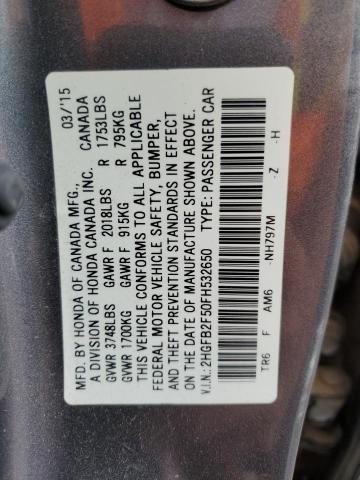 MFD. BY HONDA OF CANADA MFG., 03/'15
A DIVISION OF HONDA CANADA INC. CANADA
GVWR 3748LBS GAWR F 2018LBS R 1753LBS
GVWR 1700KG GAWR F 915KG R 795KG
THIS VEHICLE CONFORMS TO ALL APPLICABLE
FEDERAL MOTOR VEHICLE SAFETY, BUMPER,
AND THEFT PREVENTION STANDARDS IN EFFECT
ON THE DATE OF MANUFACTURE SHOWN ABOVE.
V.I.N.: 2HGFB2F50FH532650 TYPE: PASSENGER CAR
TR6 F AM6 -NH797M -Z -H